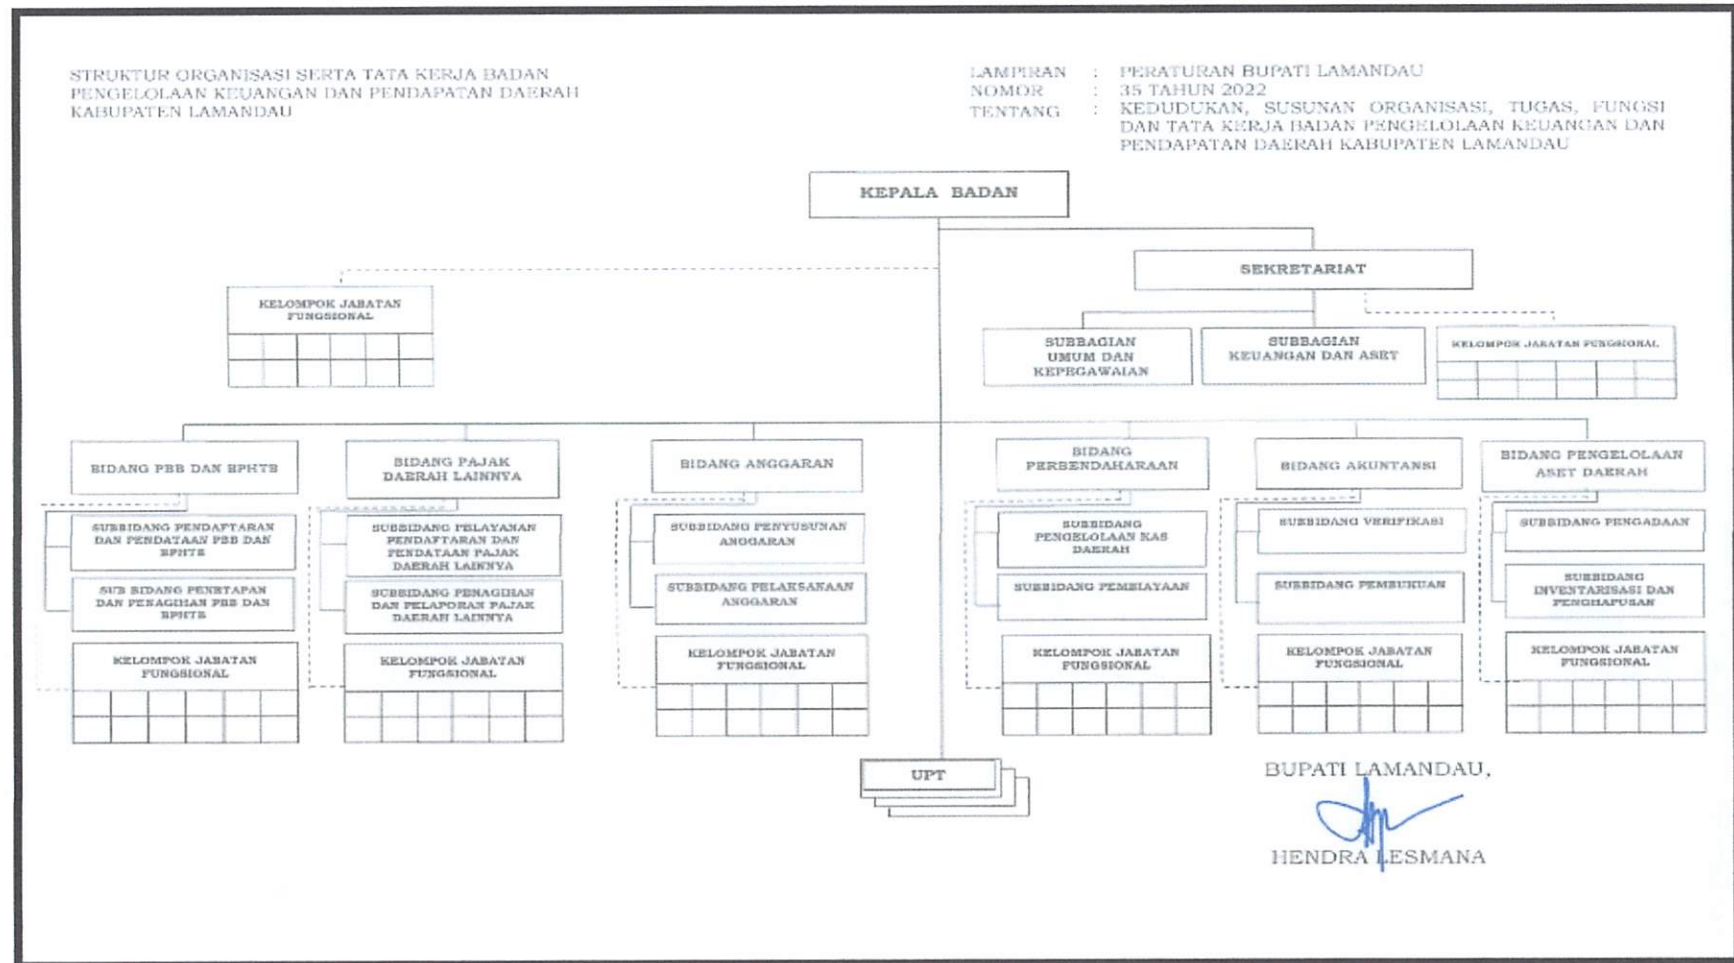 STRUKTUR ORGANISASI SERTA TATA KERJA BADAN
PENGELOLAAN KEUANGAN DAN PENDAPATAN DAERAH
KABUPATEN LAMANDAU
LAMPIRAN : PERATURAN BUPATI LAMANDAU
NOMOR : 35 TAHUN 2022
TENTANG : KEDUDUKAN, SUSUNAN ORGANISASI, TUGAS, FUNGSI
DAN TATA KERJA BADAN PENGELOLAAN KEUANGAN DAN
PENDAPATAN DAERAH KABUPATEN LAMANDAU
KEPALA BADAN
SEKRETARIAT
KELOMPOK JABATAN
FUNGSIONAL
SUBBAGIAN
UMUM DAN
KEPEGAWAIAN
SUBBAGIAN
KEUANGAN DAN ASET
KELOMPOK JABATAN FUNGSIONAL
BIDANG PBB DAN BPHTB
BIDANG PAJAK
DAERAH LAINNYA
BIDANG ANGGARAN
BIDANG
PERBENDAHARAAN
BIDANG AKUNTANSI
BIDANG PENGELOLAAN
ASET DAERAH
SUBBIDANG PENDAFTARAN
DAN PENDATAAN PBB DAN
BPHTB
SUBBIDANG PELAYANAN
PENDAFTARAN DAN
PENDATAAN PAJAK
DAERAH LAIKNYA
SUBBIDANG PENYUSUNAN
ANGGARAN
SUBBIDANG
PENGELOLAAN KAS
DAERAH
SUBBIDANG VERIFIKASI
SUBBIDANG PENGADAAN
SUB BIDANG PENETAPAN
DAN PENAGIHAN PBB DAN
BPHTB
SUBBIDANG PENAGIHAN
DAN PELAPORAN PAJAK
DAERAH LAINNYA
SUBBIDANG PELAKSANAAN
ANGGARAN
SUBBIDANG PEMBIAYAAN
SUBBIDANG PEMBUKUAN
SUBBIDANG
INVENTARISASI DAN
PENGHAPUSAN
KELOMPOK JABATAN
FUNGSIONAL
KELOMPOK JABATAN
FUNGSIONAL
KELOMPOK JABATAN
FUNGSIONAL
KELOMPOK JABATAN
FUNGSIONAL
KELOMPOK JABATAN
FUNGSIONAL
KELOMPOK JABATAN
FUNGSIONAL
UPT
BUPATI LAMANDAU,
HENDRA LESMANA